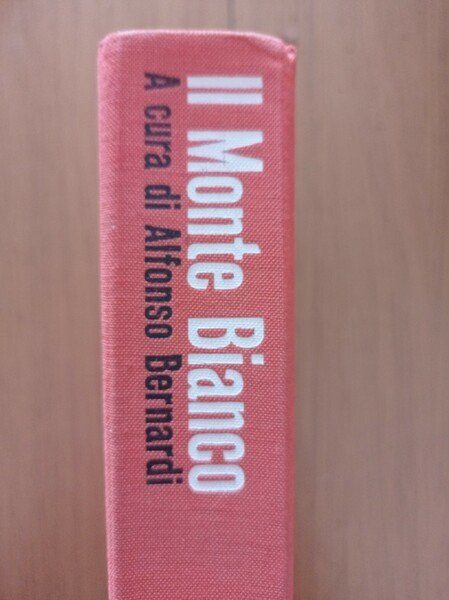 Il Monte Bianco
A cura di Alfonso Bernardi